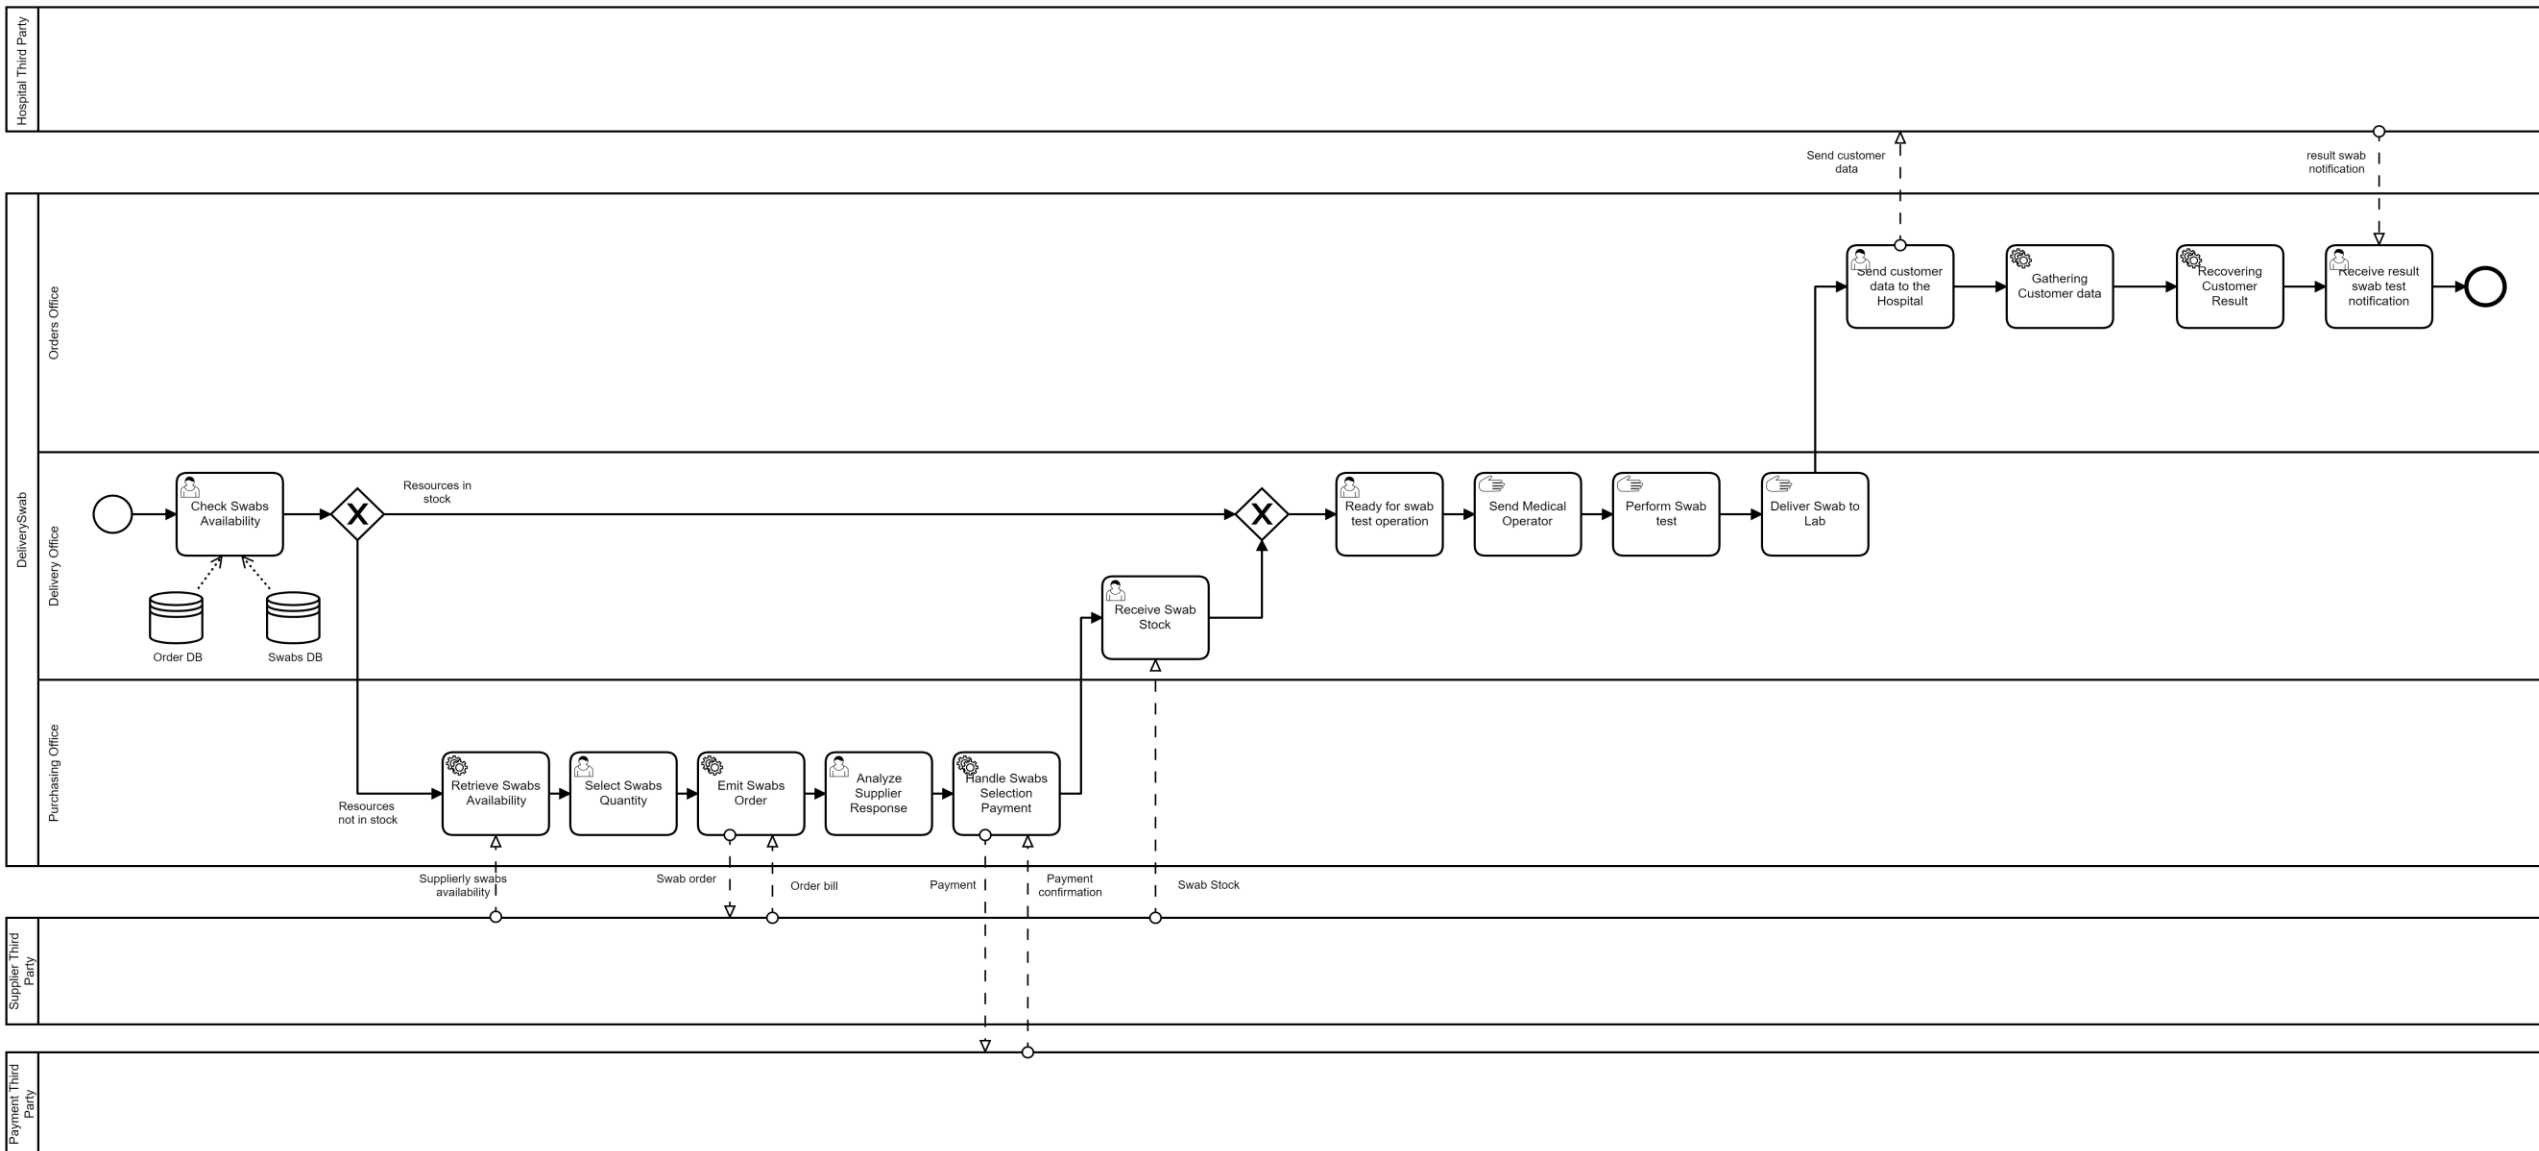 Hospital Third Party
Send customer
data
result swab
notification
DeliverySwab
Orders Office
Send customer
data to the
Hospital
Gathering
Customer data
Recovering
Customer
Result
Receive result
swab test
notification
Delivery Office
Check Swabs
Availability
Resources in
stock
Ready for swab
test operation
Send Medical
Operator
Perform Swab
test
Deliver Swab to
Lab
Receive Swab
Stock
Order DB
Swabs DB
Purchasing Office
Resources
not in stock
Retrieve Swabs
Availability
Select Swabs
Quantity
Emit Swabs
Order
Analyze
Supplier
Response
Handle Swabs
Selection
Payment
Supplierly swabs
availability
Swab order
Order bill
Payment
Payment
confirmation
Swab Stock
Supplier Third
Party
Payment Third
Party